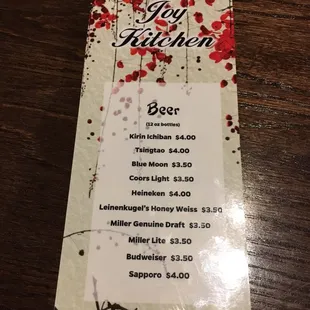 Joy
Kitchen
Beer
(12 oz bottles)
Kirin Ichiban $4.00
Tsingtao $4.00
Blue Moon $3.50
Coors Light $3.50
Heineken $4.00
Leinenkugel's Honey Weiss $3.50
Miller Genuine Draft $3.50
Miller Lite $3.50
Budweiser $3.50
Sapporo $4.00